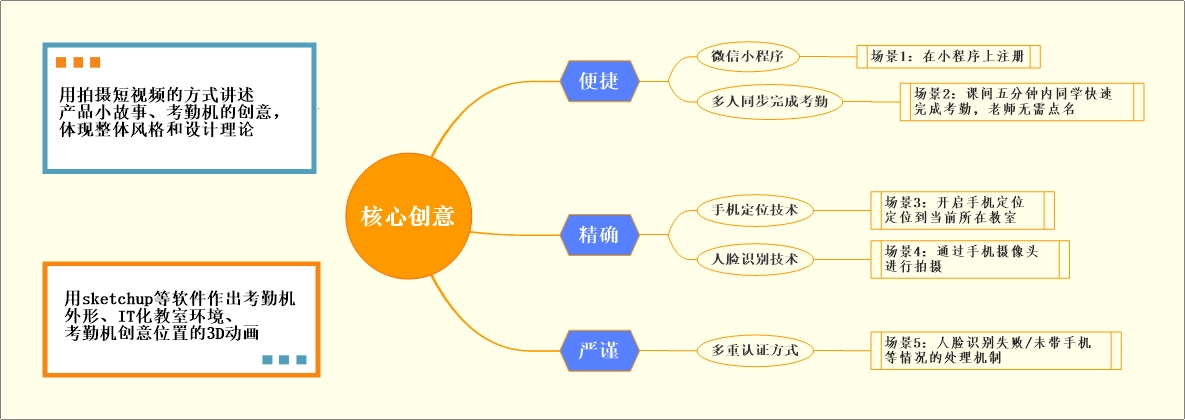 用拍摄短视频的方式讲述
产品小故事、考勤机的创意，
体现整体风格和设计理论
用sketchup等软件作出考勤机
外形、IT化教室环境、
考勤机创意位置的3D动画
核心创意
便捷
微信小程序
场景1：在小程序上注册
多人同步完成考勤
场景2：课间五分钟内同学快速
完成考勤，老师无需点名
精确
手机定位技术
场景3：开启手机定位
定位到当前所在教室
人脸识别技术
场景4：通过手机摄像头
进行拍摄
严谨
多重认证方式
场景5：人脸识别失败/未带手机
等情况的处理机制